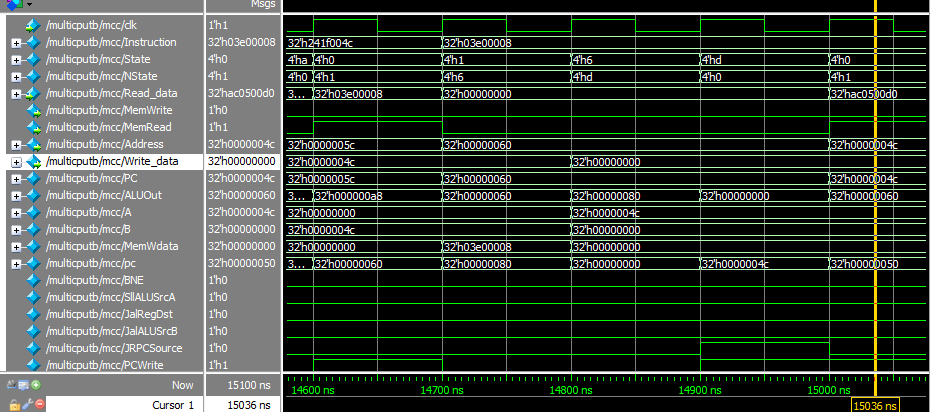 Msgs
/multicputb/mcc/clk 1'h1
/multicputb/mcc/Instruction 32'h03e00008 32'h241f004c 32'h03e00008
/multicputb/mcc/State 4'h0 4'ha 4'h0 4'h1 4'h6 4'hd 4'h0
/multicputb/mcc/NState 4'h1 4'h0 4'h1 4'h6 4'hd 4'h0 4'h1
/multicputb/mcc/Read_data 32'hac0500d0 3... 32'h03e00008 32'h00000000 32'hac0500d0
/multicputb/mcc/MemWrite 1'h0
/multicputb/mcc/MemRead 1'h1
/multicputb/mcc/Address 32'h0000004c 32'h0000005c 32'h00000060 32'h0000004c
/multicputb/mcc/Write_data 32'h00000000 32'h0000004c 32'h00000000
/multicputb/mcc/PC 32'h0000004c 32'h0000005c 32'h00000060 32'h0000004c
/multicputb/mcc/ALUOut 32'h00000060 3... 32'h000000a8 32'h00000060 32'h00000080 32'h00000000 32'h00000060
/multicputb/mcc/A 32'h0000004c 32'h00000000 32'h0000004c
/multicputb/mcc/B 32'h00000000 32'h0000004c 32'h00000000
/multicputb/mcc/MemWdata 32'h00000000 32'h00000000 32'h03e00008 32'h00000000
/multicputb/mcc/pc 32'h00000050 3... 32'h00000060 32'h00000080 32'h00000000 32'h0000004c 32'h00000050
/multicputb/mcc/BNE 1'h0
/multicputb/mcc/SllALUSrcA 1'h0
/multicputb/mcc/JalRegDst 1'h0
/multicputb/mcc/JalALUSrcB 1'h0
/multicputb/mcc/JRPCSource 1'h0
/multicputb/mcc/PCWrite 1'h1
Now 15100 ns 14600 ns 14700 ns 14800 ns 14900 ns 15000 ns
Cursor 1 15036 ns 15036 ns